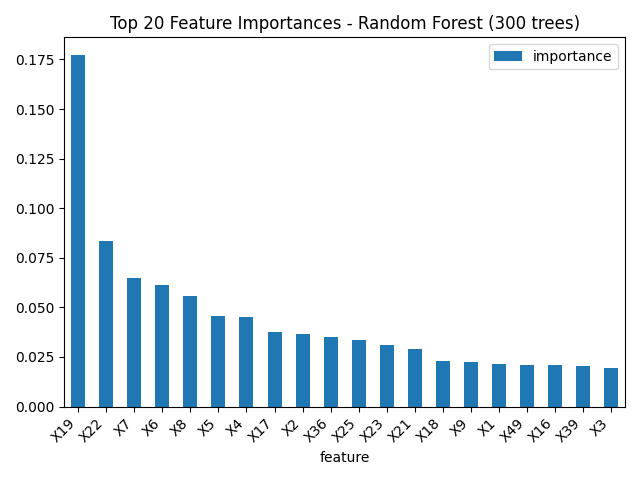 Top 20 Feature Importances - Random Forest (300 trees)
importance
0.175
0.150
0.125
0.100
0.075
0.050
0.025
0.000
X19 X22 X7 X6 X8 X5 X4 X17 X2 X36 X25 X23 X21 X18 X9 X1 X49 X16 X39 X3
feature